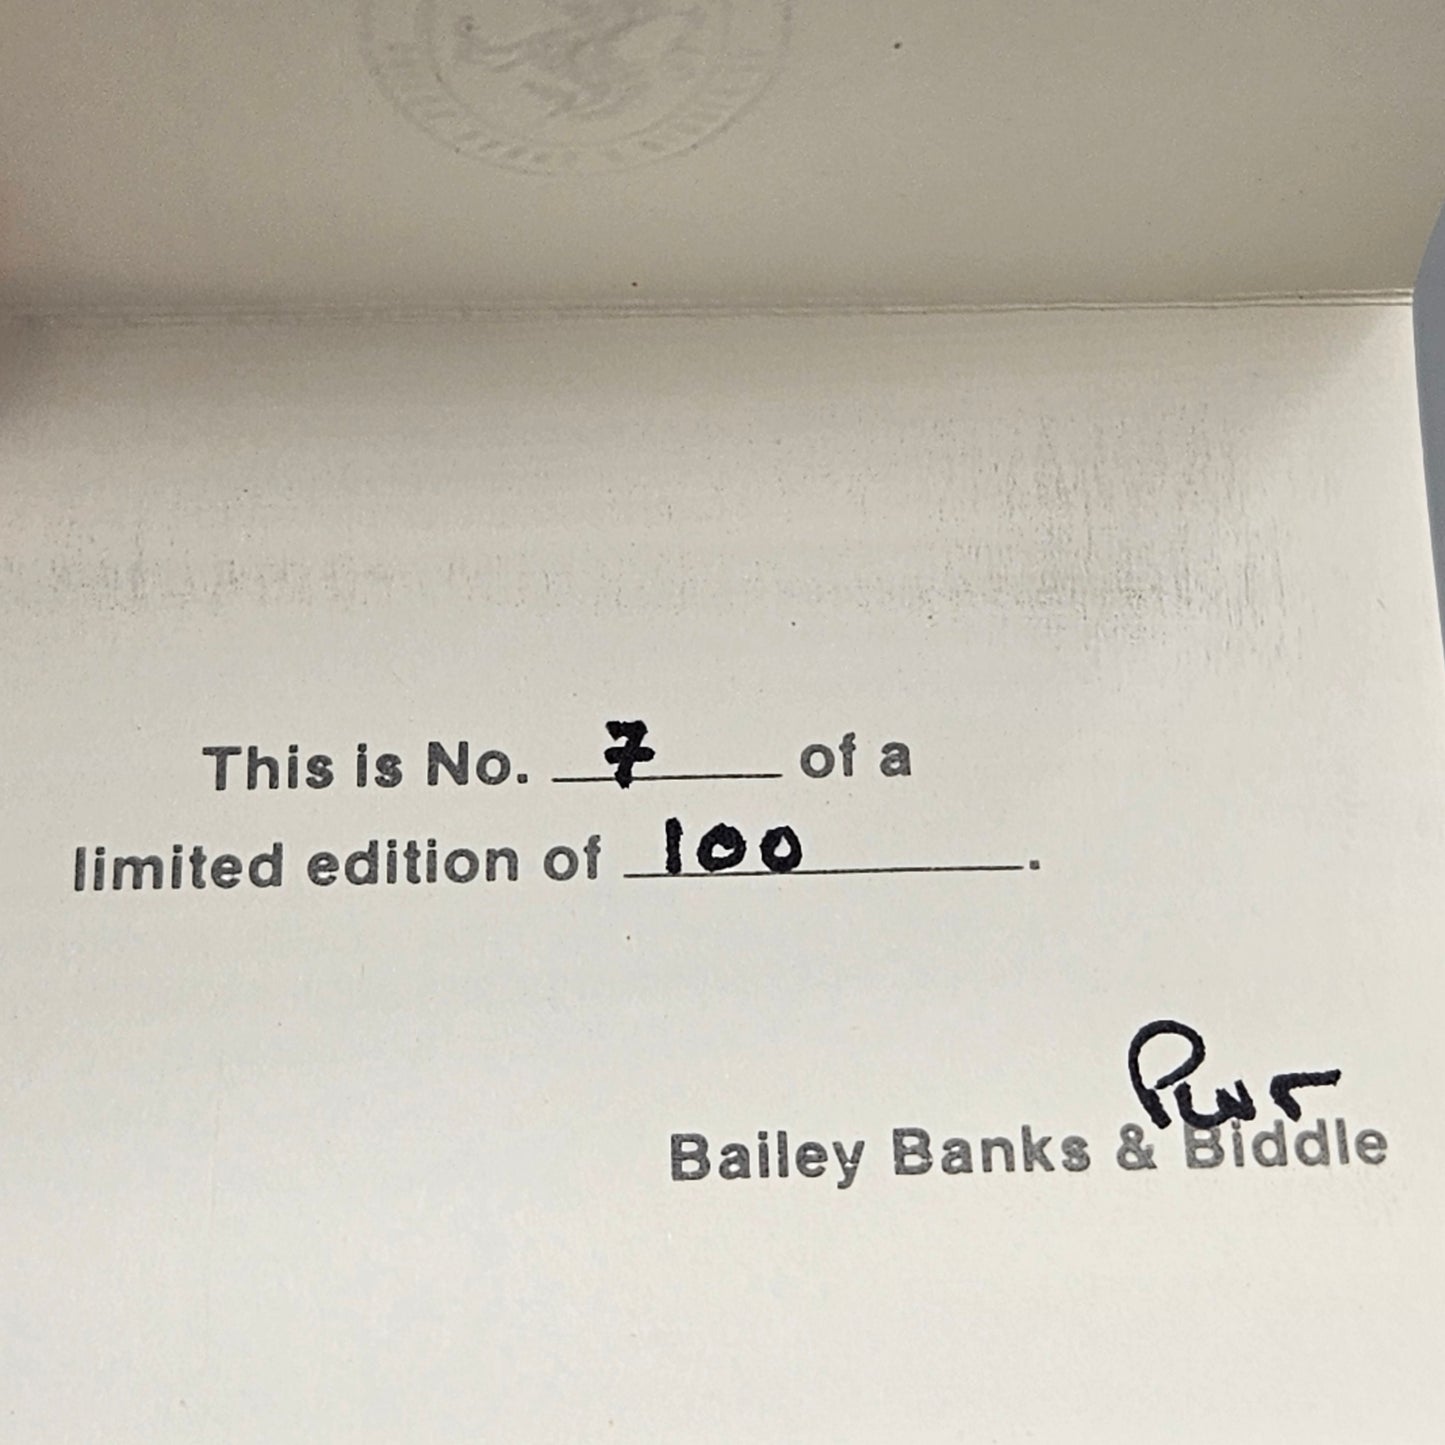 This is No. 7 of a
limited edition of 100.
Bailey Banks & Biddle